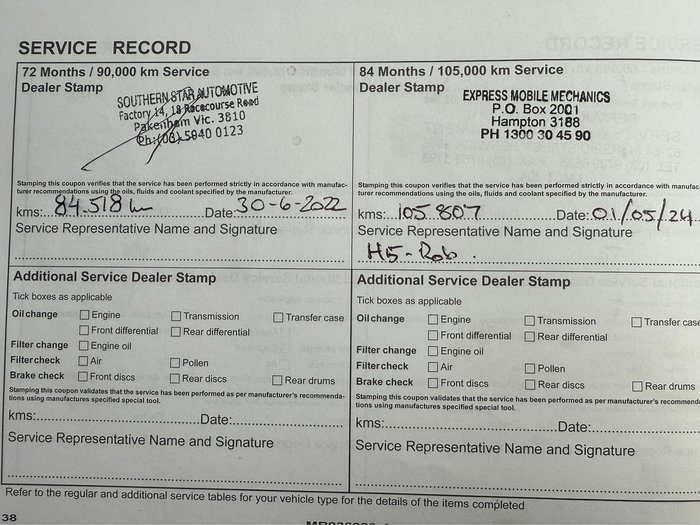 SERVICE RECORD
72 Months / 90,000 km Service
Dealer Stamp
SOUTHERN STAR AUTOMOTIVE
Factory 14, 18 Racecourse Road
Pakenham Vic. 3810
Ph: (03) 5940 0123
Stamping this coupon verifies that the service has been performed strictly in accordance with manufac-
turer recommendations using the oils, fluids and coolant specified by the manufacturer.
kms:...84.518 km Date:30-6-2022
Service Representative Name and Signature
Additional Service Dealer Stamp
Tick boxes as applicable
Oil change Engine Transmission Transfer case
Front differential Rear differential
Filter change Engine oil
Filter check Air Pollen
Brake check Front discs Rear discs Rear drums
Stamping this coupon validates that the service has been performed as per manufacturer's recommenda-
tions using manufactures specified special tool.
kms: Date:
Service Representative Name and Signature
84 Months / 105,000 km Service
Dealer Stamp
EXPRESS MOBILE MECHANICS
P.O. Box 2001
Hampton 3188
PH 1300 30 45 90
Stamping this coupon verifies that the service has been performed strictly in accordance with manufac
turer recommendations using the oils, fluids and coolant specified by the manufacturer.
kms:...105.807 Date: 01/05/24
Service Representative Name and Signature
Rob.
Additional Service Dealer Stamp
Tick boxes as applicable
Oil change Engine Transmission Transfer case
Front differential Rear differential
Filter change Engine oil
Filter check Air Pollen
Brake check Front discs Rear discs Rear drums
Stamping this coupon validates that the service has been performed as per manufacturer's recommenda
tions using manufactures specified special tool.
kms: Date:
Service Representative Name and Signature
Refer to the regular and additional service tables for your vehicle type for the details of the items completed
38